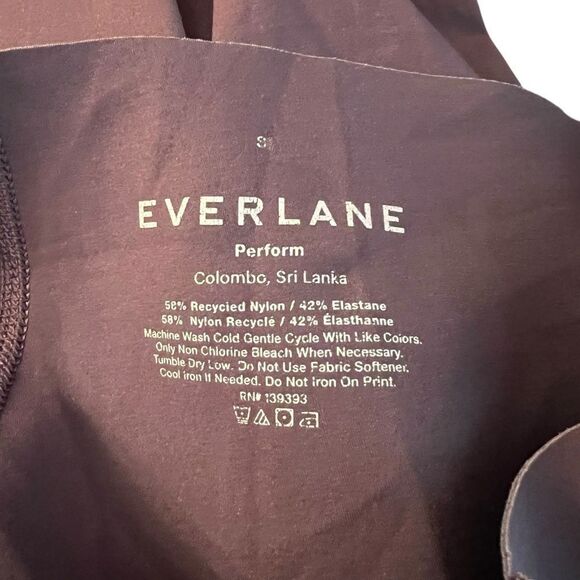 S
EVERLANE
Perform
Colombo, Sri Lanka
58% Recycled Nylon / 42% Elastane
58% Nylon Recyclé / 42% Élasthanne
Machine Wash Cold Gentle Cycle With Like Colors.
Only Non Chlorine Bleach When Necessary.
Tumble Dry Low. Do Not Use Fabric Softener.
Cool iron If Needed. Do Not Iron On Print.
RN# 139393